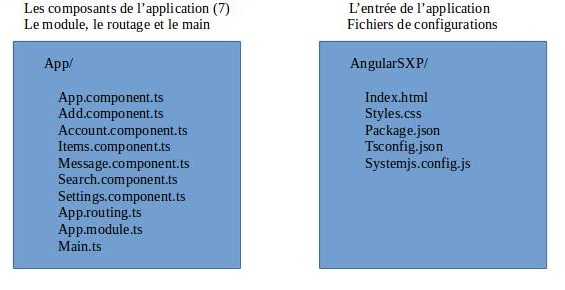 Les composants de l'application (7)
Le module, le routage et le main
App/
App.component.ts
Add.component.ts
Account.component.ts
Items.component.ts
Message.component.ts
Search.component.ts
Settings.component.ts
App.routing.ts
App.module.ts
Main.ts
L'entrée de l'application
Fichiers de configurations
AngularSXP/
Index.html
Styles.css
Package.json
Tsconfig.json
Systemjs.config.js